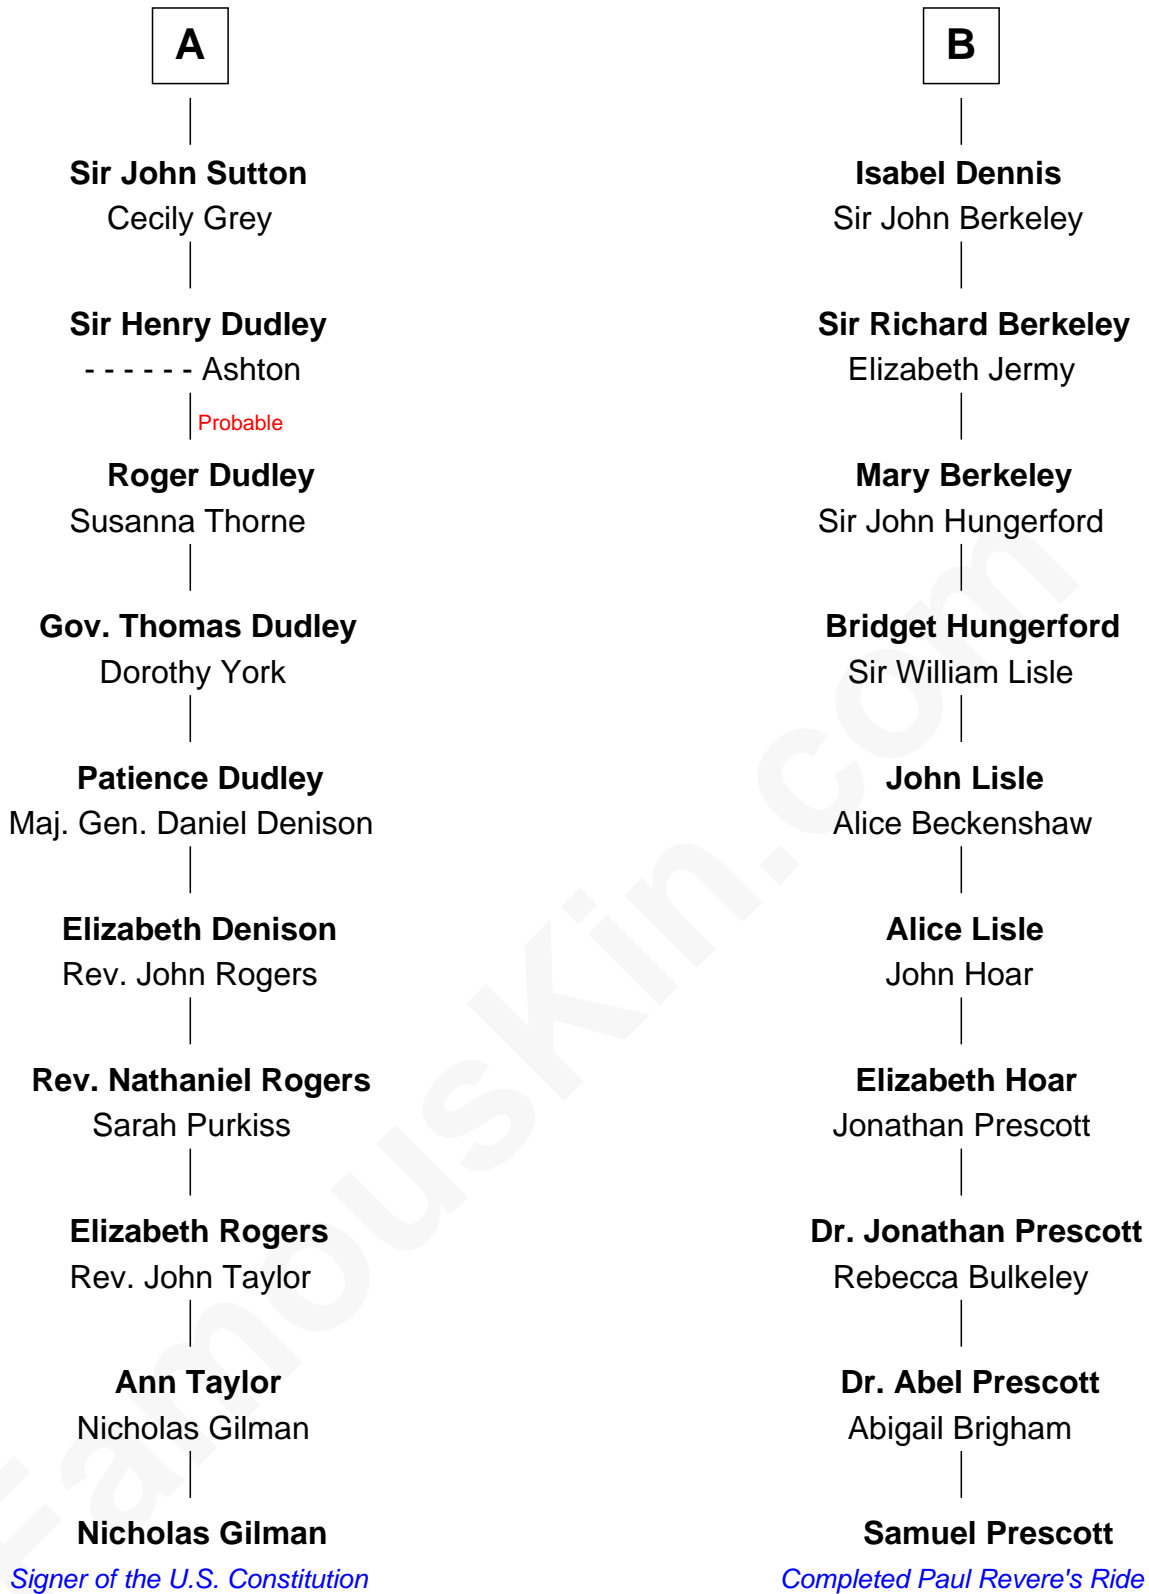 A
Sir John Sutton
Cecily Grey
Sir Henry Dudley
- - - - - - Ashton
Probable
Roger Dudley
Susanna Thorne
Gov. Thomas Dudley
Dorothy York
Patience Dudley
Maj. Gen. Daniel Denison
Elizabeth Denison
Rev. John Rogers
Rev. Nathaniel Rogers
Sarah Purkiss
Elizabeth Rogers
Rev. John Taylor
Ann Taylor
Nicholas Gilman
Nicholas Gilman
Signer of the U.S. Constitution
B
Isabel Dennis
Sir John Berkeley
Sir Richard Berkeley
Elizabeth Jermy
Mary Berkeley
Sir John Hungerford
Bridget Hungerford
Sir William Lisle
John Lisle
Alice Beckenshaw
Alice Lisle
John Hoar
Elizabeth Hoar
Jonathan Prescott
Dr. Jonathan Prescott
Rebecca Bulkeley
Dr. Abel Prescott
Abigail Brigham
Samuel Prescott
Completed Paul Revere's Ride
FamousKin.com